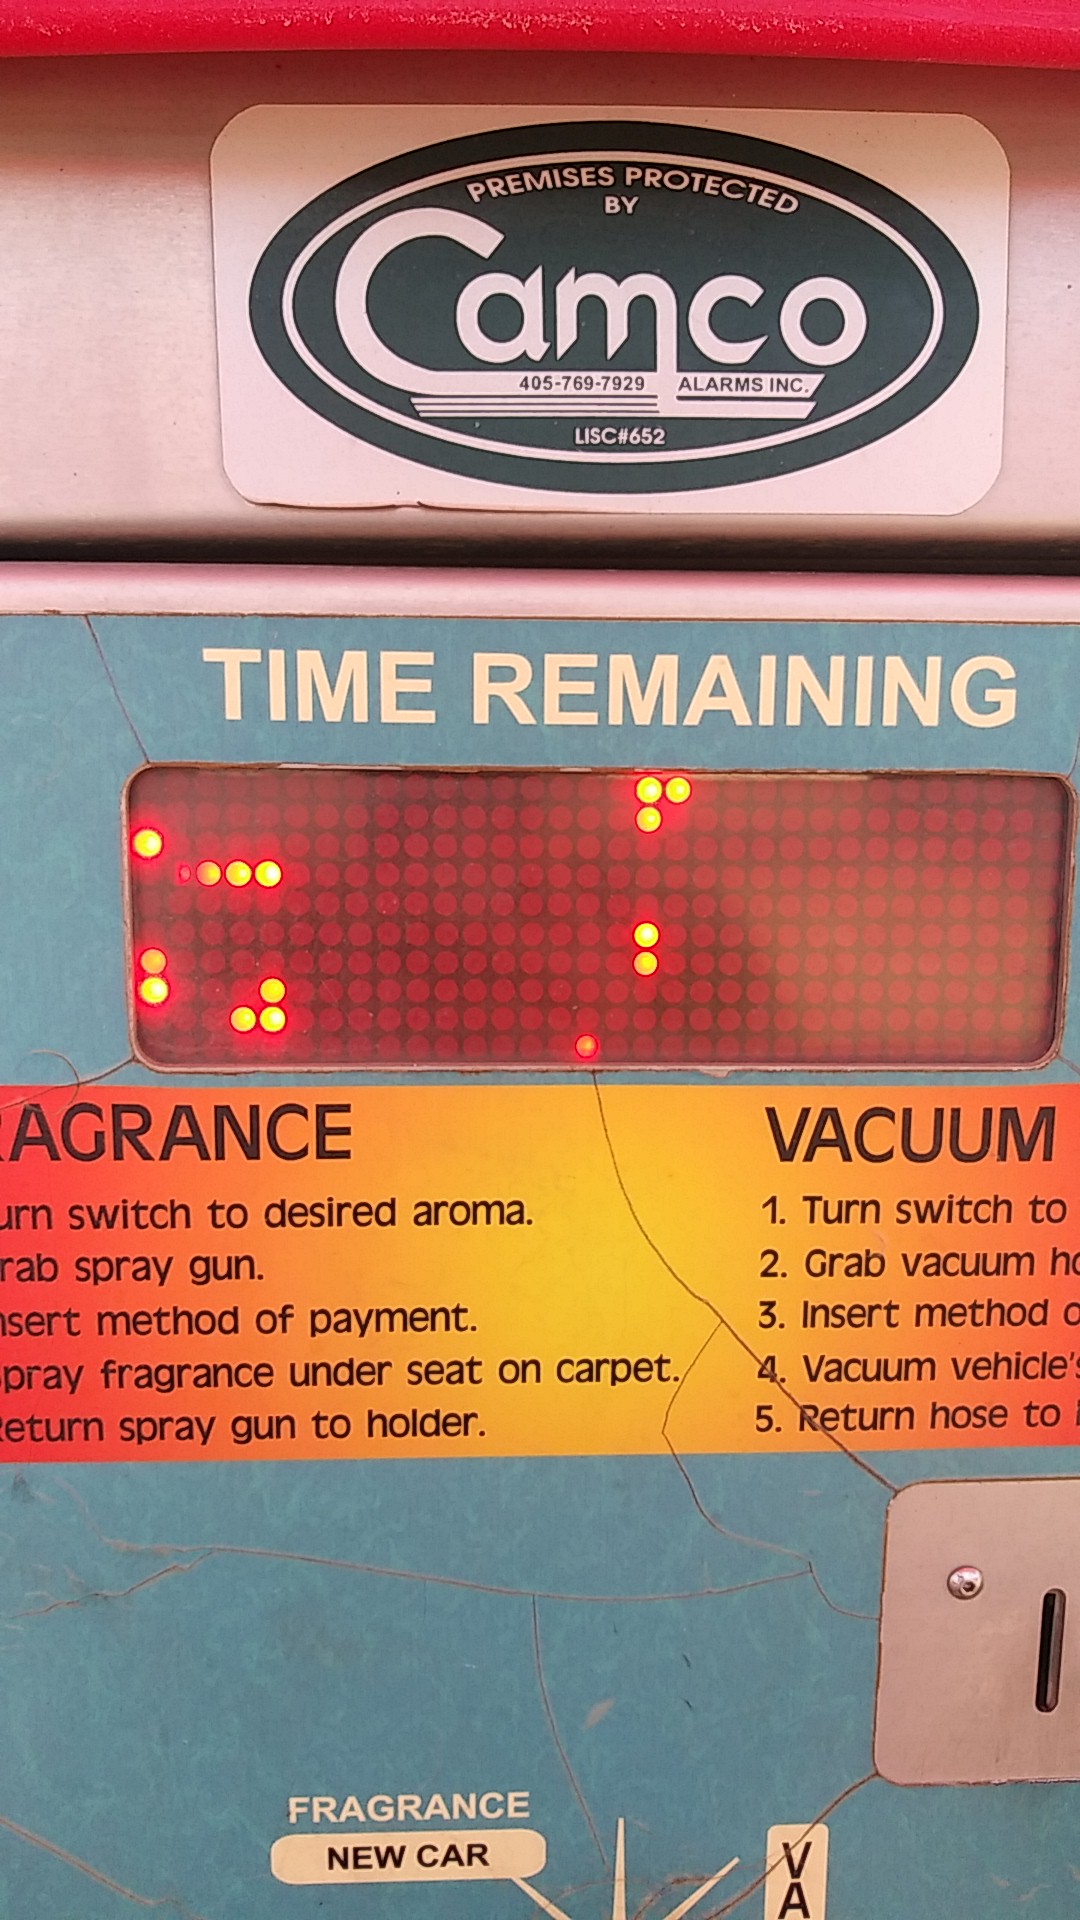 PREMISES PROTECTED
BY
Camco
405-769-7929 ALARMS INC.
LISC#652
TIME REMAINING
RAGRANCE
urn switch to desired aroma.
rab spray gun.
nsert method of payment.
pray fragrance under seat on carpet.
Return spray gun to holder.
VACUUM
1. Turn switch to
2. Grab vacuum ho
3. Insert method o
4. Vacuum vehicle's
5. Return hose to
FRAGRANCE
NEW CAR
VA